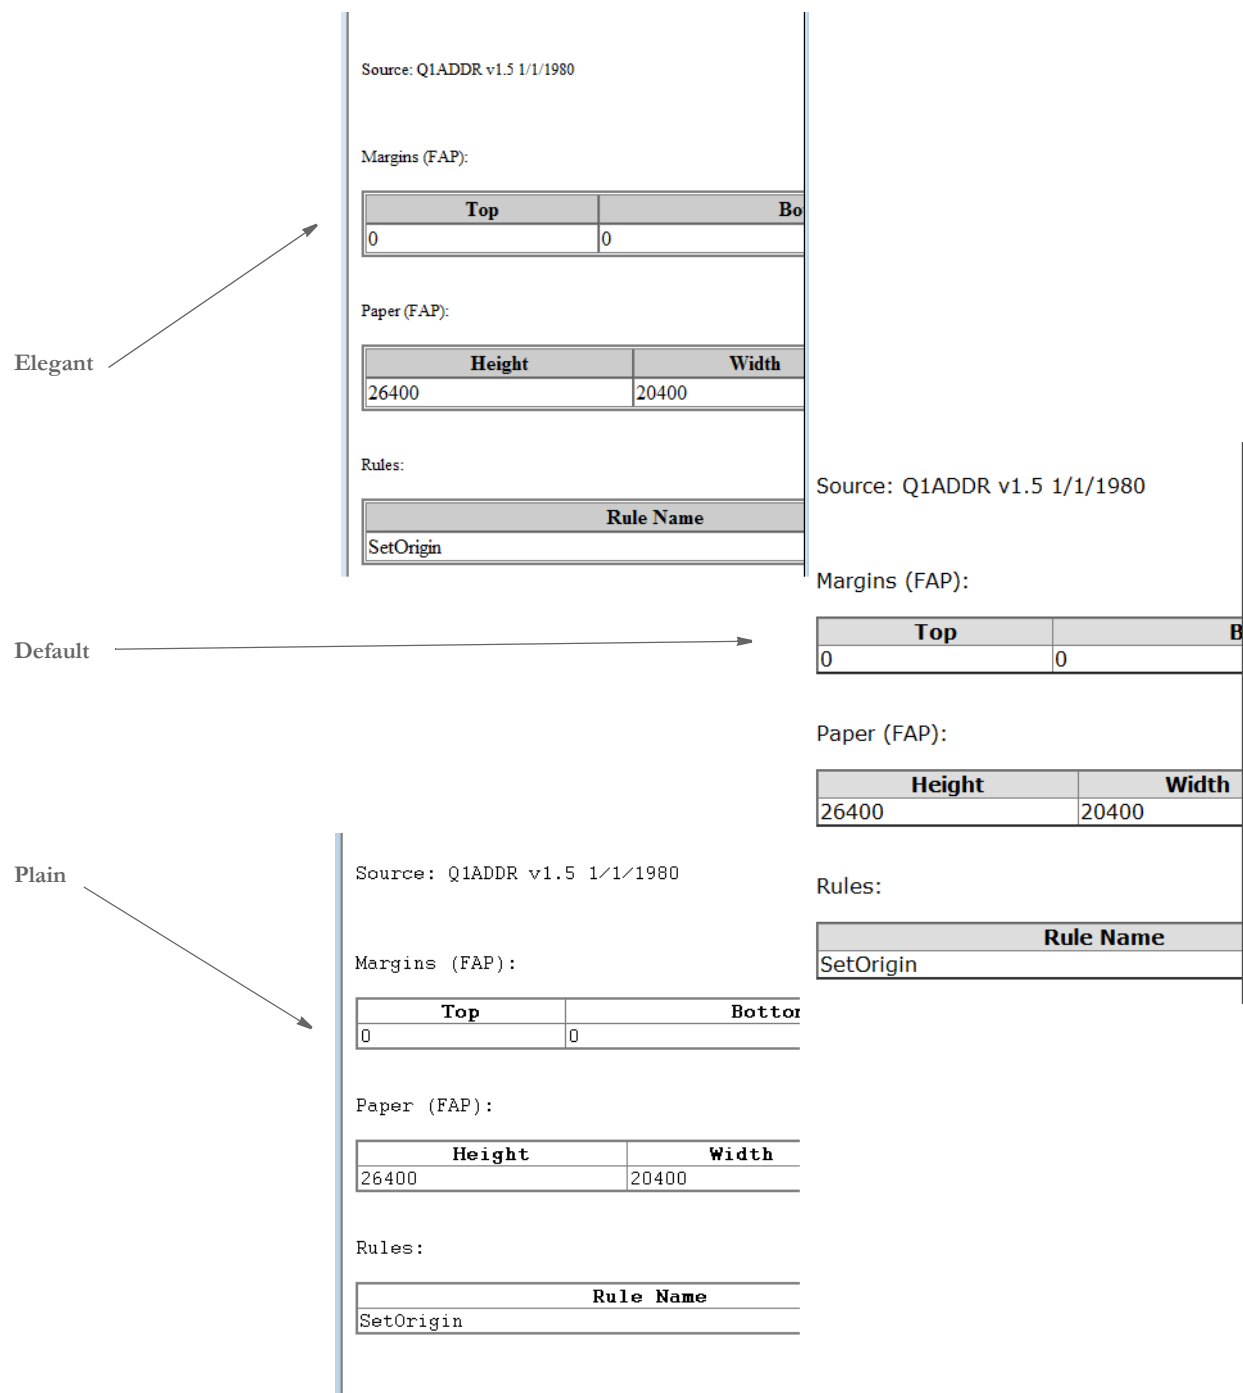 Source: Q1ADDR v1.5 1/1/1980
Margins (FAP):
Top Bo
0 0
Paper (FAP):
Elegant
Height Width
26400 20400
Rules:
Rule Name
SetOrigin
Source: Q1ADDR v1.5 1/1/1980
Margins (FAP):
Default
Top B
0 0
Paper (FAP):
Height Width
26400 20400
Rules:
Rule Name
SetOrigin
Plain
Source: Q1ADDR v1.5 1/1/1980
Margins (FAP):
Top Bottom
0 0
Paper (FAP):
Height Width
26400 20400
Rules:
Rule Name
SetOrigin